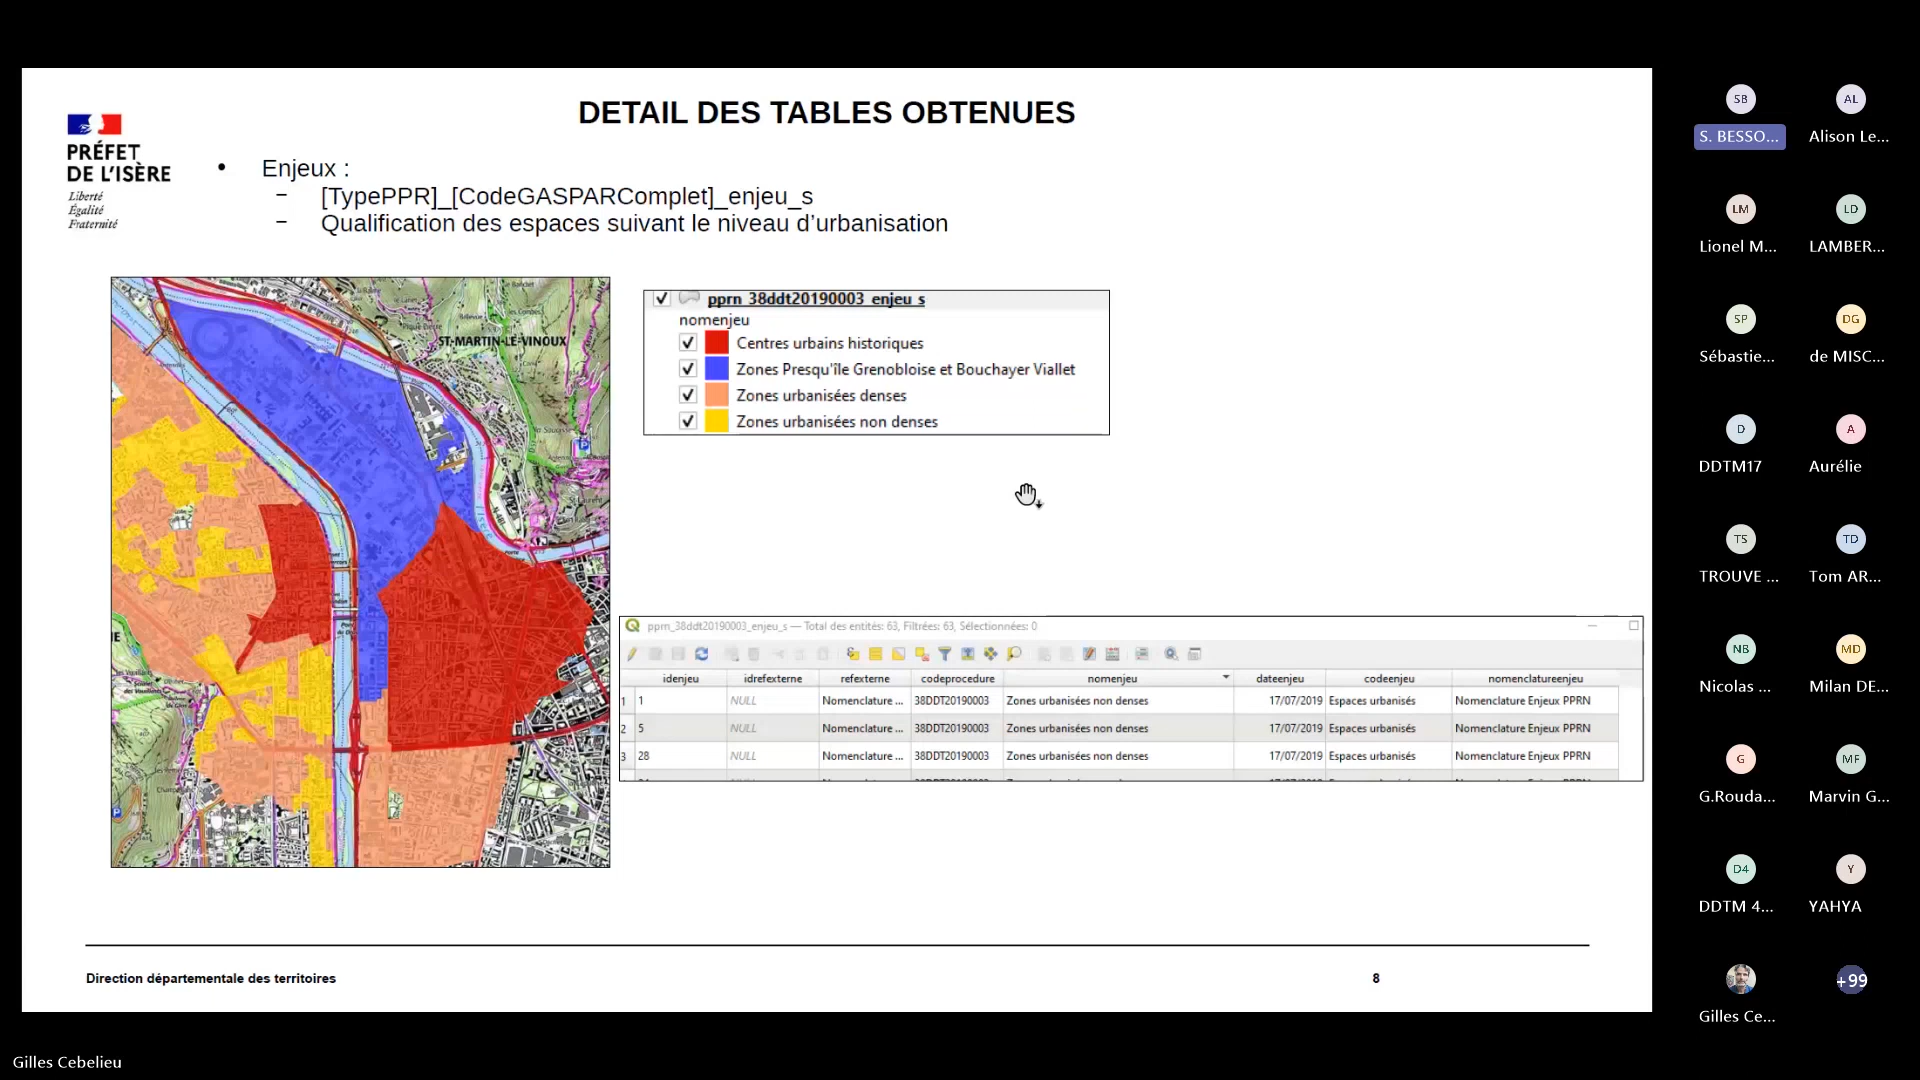 DETAIL DES TABLES OBTENUES
PRÉFET
DE L'ISÈRE
Liberté
Égalité
Fraternité
• Enjeux :
– [TypePPR]_[CodeGASPARComplet]_enjeu_s
– Qualification des espaces suivant le niveau d’urbanisation
ST-MARTIN-LE-VINOUX
pprn_38ddt20190003_enjeu_s
nomenjeu
Centres urbains historiques
Zones Presqu'île Grenobloise et Bouchayer Viallet
Zones urbanisées denses
Zones urbanisées non denses
pprn_38ddt20190003_enjeu_s — Total des entités: 63, Filtrées: 63, Sélectionnées: 0
idenjeu idrefexterne refexterne codeprocedure nomenjeu dateenjeu codeenjeu nomenclatureenjeu
1 1 NULL Nomenclature ... 38DDT20190003 Zones urbanisées non denses 17/07/2019 Espaces urbanisés Nomenclature Enjeux PPRN
2 5 NULL Nomenclature ... 38DDT20190003 Zones urbanisées non denses 17/07/2019 Espaces urbanisés Nomenclature Enjeux PPRN
3 28 NULL Nomenclature ... 38DDT20190003 Zones urbanisées non denses 17/07/2019 Espaces urbanisés Nomenclature Enjeux PPRN
Direction départementale des territoires
8
SB AL
S. BESSO... Alison Le...
LM LD
Lionel M... LAMBER...
SP DG
Sébastie... de MISC...
D A
DDTM17 Aurélie
TS TD
TROUVE ... Tom AR...
NB MD
Nicolas ... Milan DE...
G MF
G.Rouda... Marvin G...
D4 Y
DDTM 4... YAHYA
+99
Gilles Ce...
Gilles Cebelieu